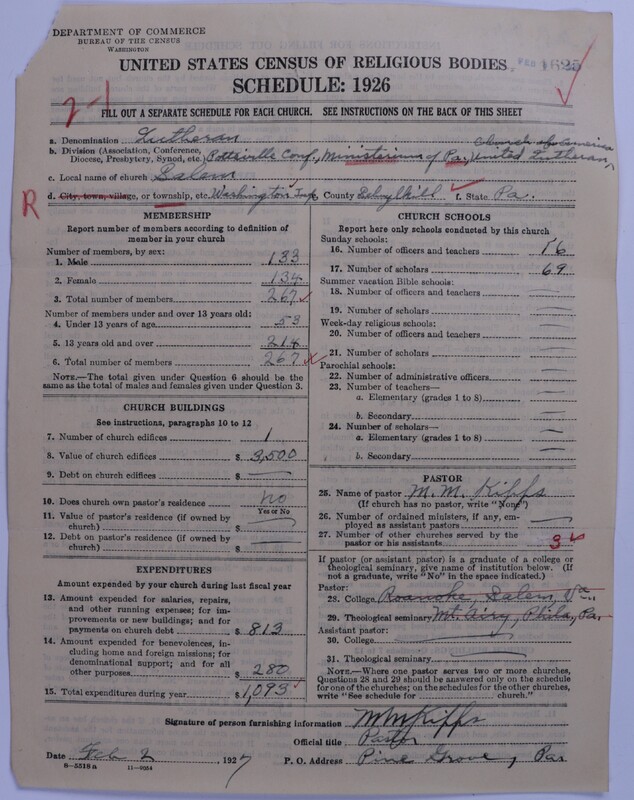 DEPARTMENT OF COMMERCE
BUREAU OF THE CENSUS
WASHINGTON
UNITED STATES CENSUS OF RELIGIOUS BODIES
FEB 1625
SCHEDULE: 1926
2-1
FILL OUT A SEPARATE SCHEDULE FOR EACH CHURCH. SEE INSTRUCTIONS ON THE BACK OF THIS SHEET
a. Denomination Lutheran
b. Division (Association, Conference, Diocese, Presbytery, Synod, etc.) Pottsville Conf., Ministerium of Pa., United Lutheran Church of America
c. Local name of church Salem
R d. City, town, village, or township, etc. Washington Twp., County Schuylkill f. State Pa.
MEMBERSHIP
Report number of members according to definition of
member in your church
Number of members, by sex:
1. Male 133
2. Female 134
3. Total number of members 267
Number of members under and over 13 years old:
4. Under 13 years of age 53
5. 13 years old and over 214
6. Total number of members 267
NOTE.—The total given under Question 6 should be
same as the total of males and females given under Question 3.
CHURCH BUILDINGS
See instructions, paragraphs 10 to 12
7. Number of church edifices 1
8. Value of church edifices $ 3,500
9. Debt on church edifices $ —
10. Does church own pastor's residence no
Yes or No
11. Value of pastor's residence (if owned by
church) $ —
12. Debt on pastor's residence (if owned by
church) $ —
EXPENDITURES
Amount expended by your church during last fiscal year
13. Amount expended for salaries, repairs,
and other running expenses; for im-
provements or new buildings; and for
payments on church debt $ 813
14. Amount expended for benevolences, in-
cluding home and foreign missions; for
denominational support; and for all
other purposes $ 280
15. Total expenditures during year $ 1,093
CHURCH SCHOOLS
Report here only schools conducted by this church
Sunday schools:
16. Number of officers and teachers 16
17. Number of scholars 69
Summer vacation Bible schools:
18. Number of officers and teachers —
19. Number of scholars —
Week-day religious schools:
20. Number of officers and teachers —
21. Number of scholars —
Parochial schools:
22. Number of administrative officers —
23. Number of teachers—
a. Elementary (grades 1 to 8) —
b. Secondary —
24. Number of scholars—
a. Elementary (grades 1 to 8) —
b. Secondary —
PASTOR
25. Name of pastor M. M. Kipps
(If church has no pastor, write "None")
26. Number of ordained ministers, if any, em-
ployed as assistant pastors —
27. Number of other churches served by the
pastor or his assistants 3
If pastor (or assistant pastor) is a graduate of a college or
theological seminary, give name of institution below. (If
not a graduate, write "No" in the space indicated.)
Pastor:
28. College Roanoke, Salem, Va.
29. Theological seminary Mt. Airy, Phila, Pa.
Assistant pastor:
30. College —
31. Theological seminary —
NOTE.—Where one pastor serves two or more churches,
Questions 28 and 29 should be answered only on the schedule
for one of the churches; on the schedules for the other churches,
write "See schedule for church."
Signature of person furnishing information M M Kipps
Official title Pastor
Date Feb 2, 1927 P. O. Address Pine Grove, Pa
8-5518 a 11-9054